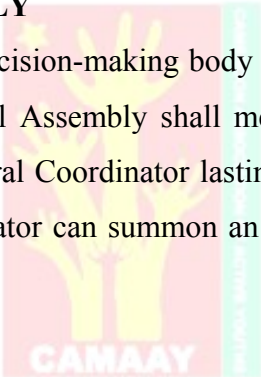 LY
cision-making body
l Assembly shall m
ral Coordinator lastin
ator can summon an
CAMAAY